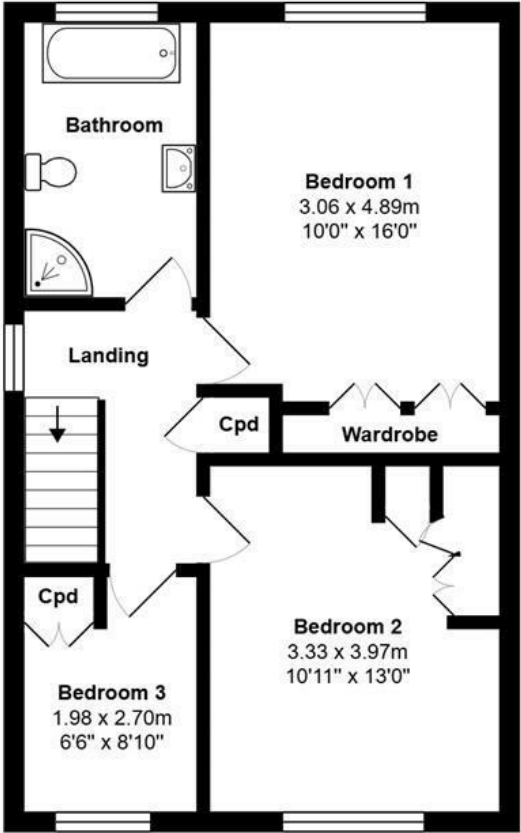 Bathroom
Bedroom 1
3.06 x 4.89m
10'0" x 16'0"
Landing
Cpd
Wardrobe
Cpd
Bedroom 2
3.33 x 3.97m
10'11" x 13'0"
Bedroom 3
1.98 x 2.70m
6'6" x 8'10"